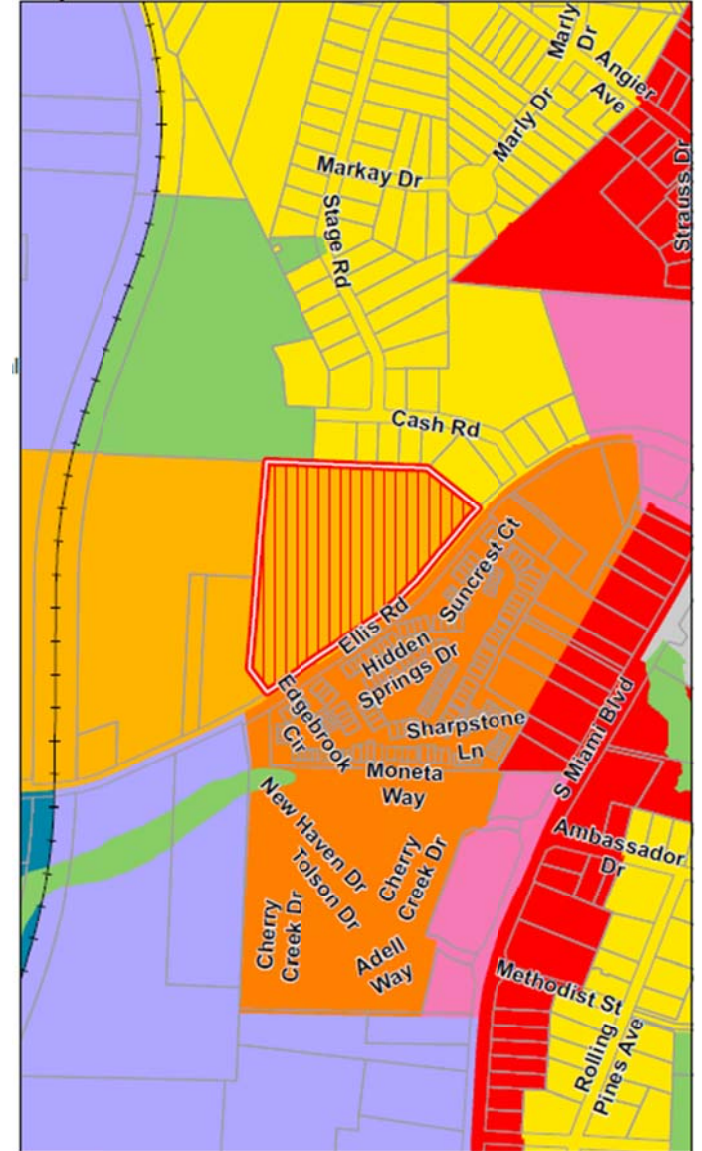 Marly
Dr
Angier
Ave
Marly Dr
Strauss Dr
Markay Dr
Stage Rd
Cash Rd
Suncrest Ct
Ellis Rd
Hidden
Springs Dr
Edgebrook
Cir
Sharpstone
Ln
S Miami Blvd
Moneta
Way
New Haven Dr
Tolson Dr
Cherry
Creek Dr
Ambassador
Dr
Cherry
Creek Dr
Adell
Way
Methodist St
Rolling
Pines Ave